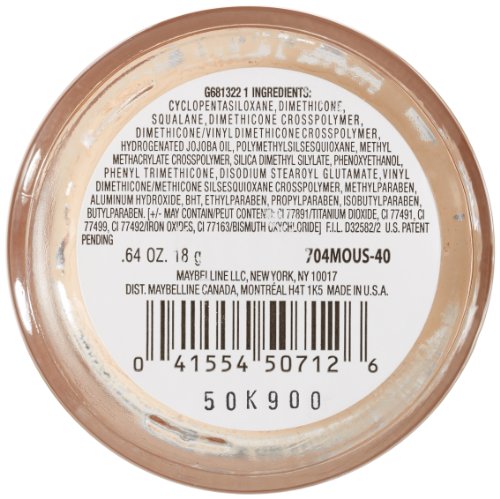 G681322 1 INGREDIENTS:
CYCLOPENTASILOXANE, DIMETHICONE,
SQUALANE, DIMETHICONE CROSSPOLYMER,
DIMETHICONE/VINYL DIMETHICONE CROSSPOLYMER,
HYDROGENATED JOJOBA OIL, POLYMETHYLSILSESQUIOXANE, METHYL
METHACRYLATE CROSSPOLYMER, SILICA DIMETHYL SILYLATE, PHENOXYETHANOL,
PHENYL TRIMETHICONE, DISODIUM STEAROYL GLUTAMATE, VINYL
DIMETHICONE/METHICONE SILSESQUIOXANE CROSSPOLYMER, METHYLPARABEN,
ALUMINUM HYDROXIDE, BHT, ETHYLPARABEN, PROPYLPARABEN, ISOBUTYLPARABEN,
BUTYLPARABEN. [+/- MAY CONTAIN/PEUT CONTENIR CI 77891/TITANIUM DIOXIDE, CI 77491, CI
77499, CI 77492/IRON OXIDES, CI 77163/BISMUTH OXYCHLORIDE] F.I.L. D32582/2 U.S. PATENT
PENDING
.64 OZ. 18 g 704MOUS-40
MAYBELLINE LLC, NEW YORK, NY 10017
DIST. MAYBELLINE CANADA, MONTRÉAL H4T 1K5 MADE IN U.S.A.
0 41554 50712 6
50K900